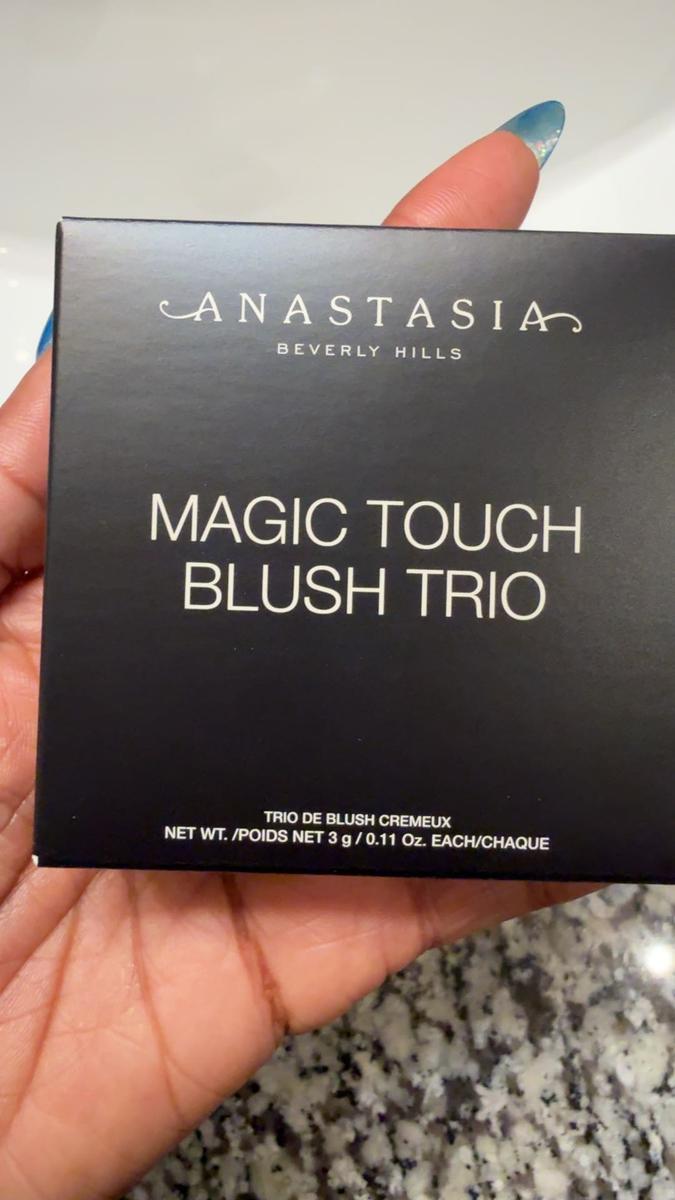 ANASTASIA
BEVERLY HILLS
MAGIC TOUCH
BLUSH TRIO
TRIO DE BLUSH CREMEUX
NET WT. /POIDS NET 3 g / 0.11 Oz. EACH/CHAQUE